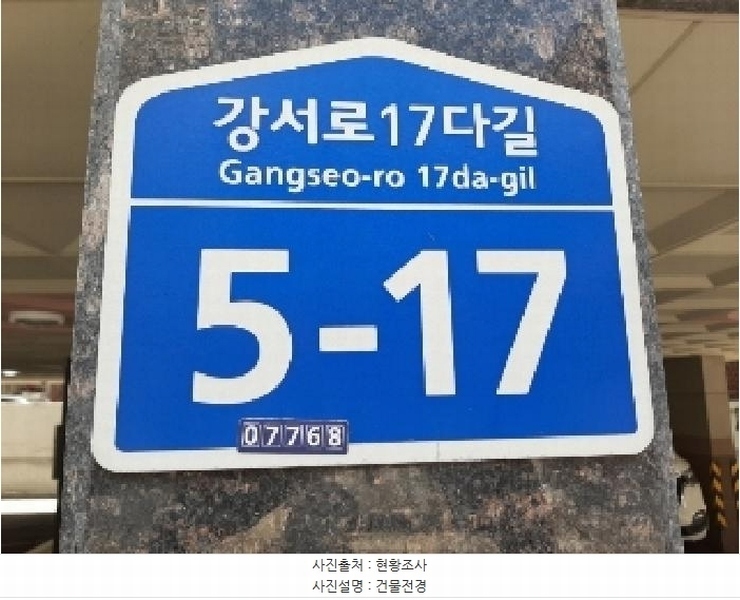 강서로17다길
Gangseo-ro 17da-gil
5-17
07768
사진출처 : 현황조사
사진설명 : 건물전경